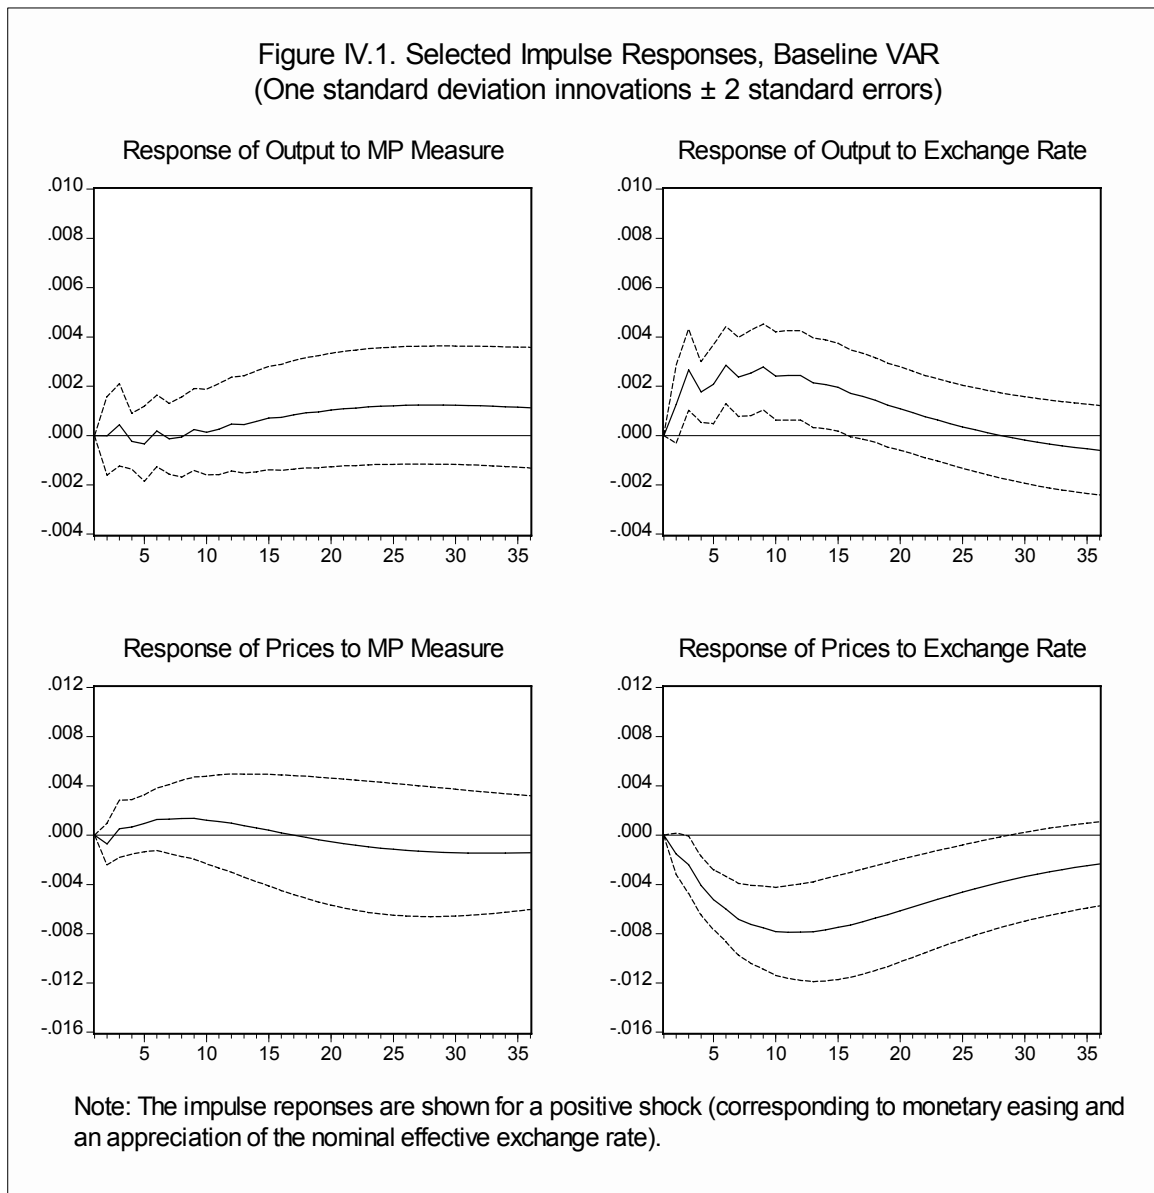 Figure IV.1. Selected Impulse Responses, Baseline VAR
(One standard deviation innovations ± 2 standard errors)
Response of Output to MP Measure
.010
.008
.006
.004
.002
.000
-.002
-.004
5 10 15 20 25 30 35
Response of Output to Exchange Rate
.010
.008
.006
.004
.002
.000
-.002
-.004
5 10 15 20 25 30 35
Response of Prices to MP Measure
.012
.008
.004
.000
-.004
-.008
-.012
-.016
5 10 15 20 25 30 35
Response of Prices to Exchange Rate
.012
.008
.004
.000
-.004
-.008
-.012
-.016
5 10 15 20 25 30 35
Note: The impulse reponses are shown for a positive shock (corresponding to monetary easing and
an appreciation of the nominal effective exchange rate).